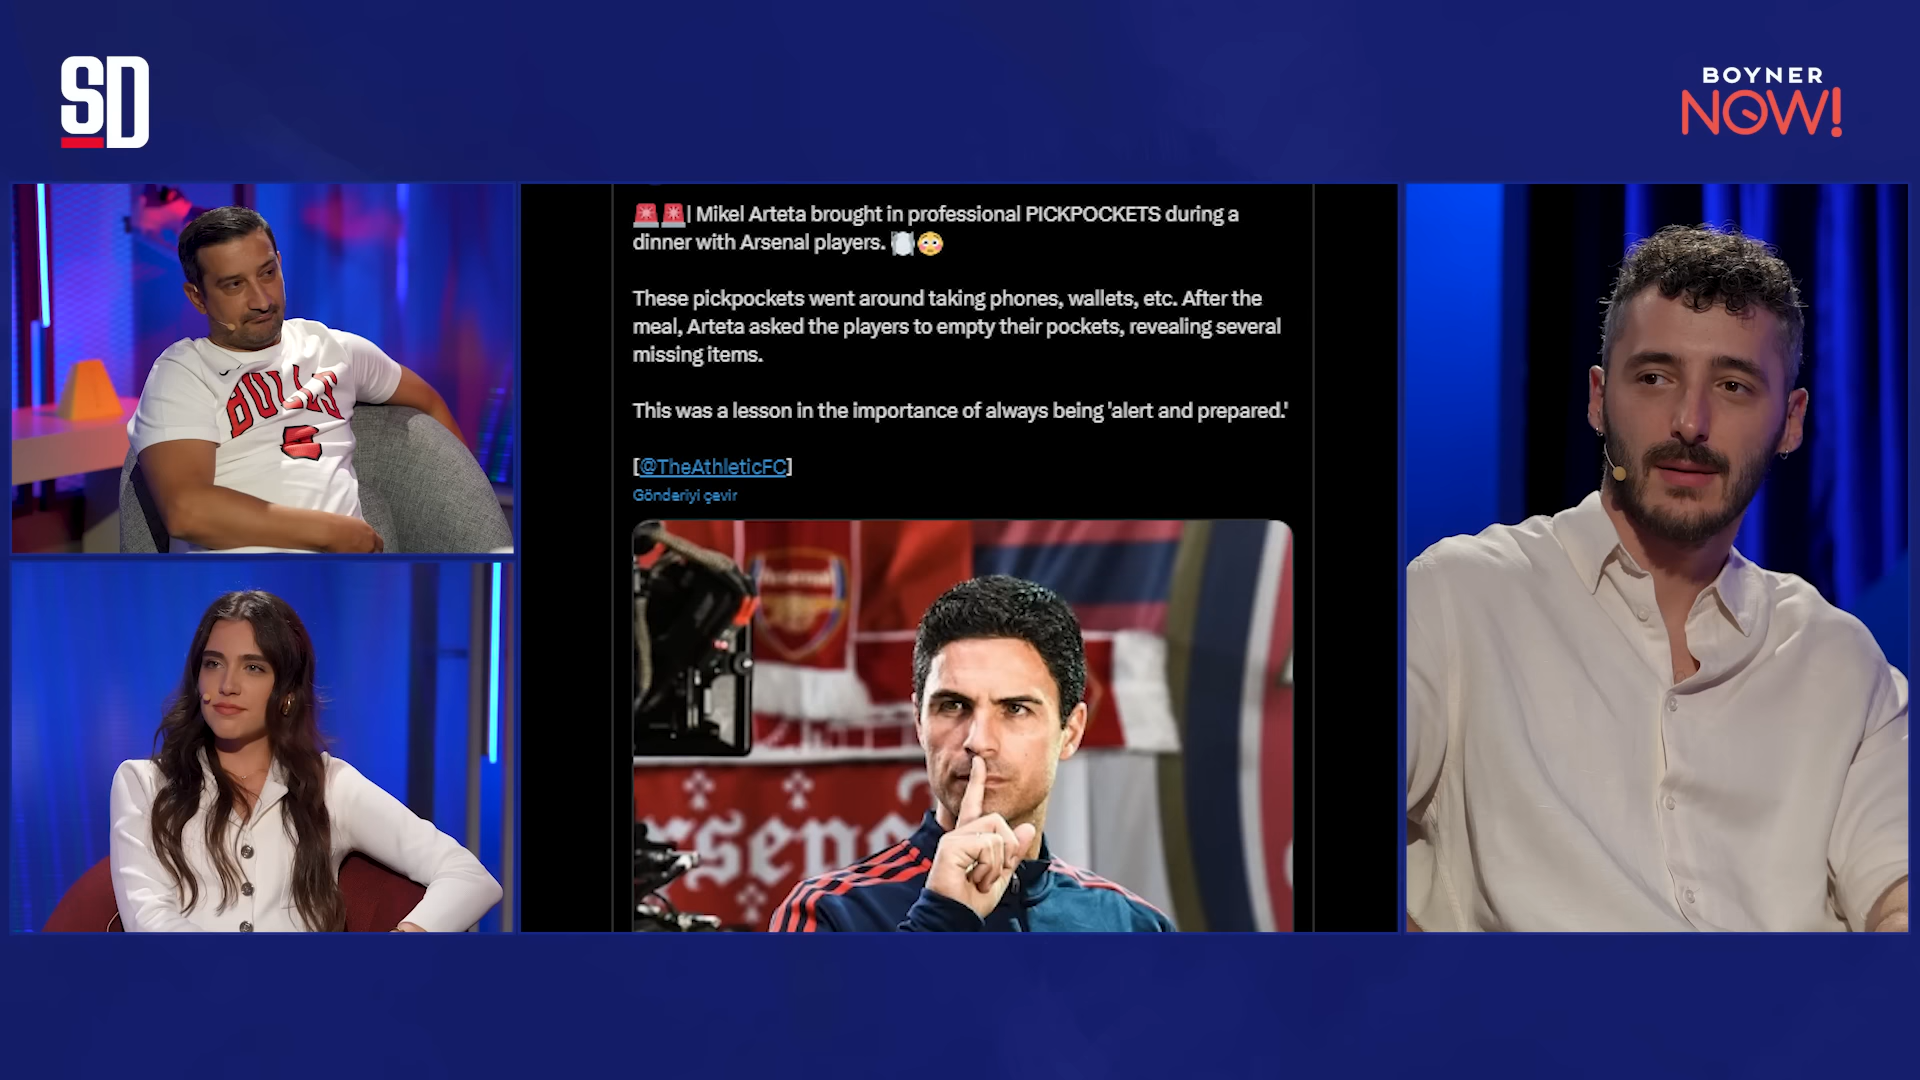 SD
BOYNER
NOW!
BULLS
🚨🚨| Mikel Arteta brought in professional PICKPOCKETS during a
dinner with Arsenal players. 🍽️😳
These pickpockets went around taking phones, wallets, etc. After the
meal, Arteta asked the players to empty their pockets, revealing several
missing items.
This was a lesson in the importance of always being 'alert and prepared.'
[@TheAthleticFC]
Gönderiyi çevir
Arsenal
rsena